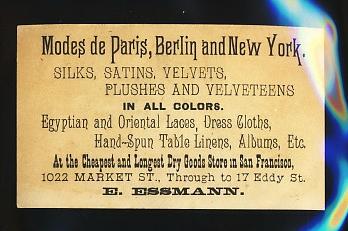 Modes de Paris, Berlin and New York.
SILKS, SATINS, VELVETS,
PLUSHES AND VELVETEENS
IN ALL COLORS.
Egyptian and Oriental Laces, Dress Cloths,
Hand-Spun Table Linens, Albums, Etc.
At the Cheapest and Longest Dry Goods Store in San Francisco,
1022 MARKET ST., Through to 17 Eddy St.
E. ESSMANN.